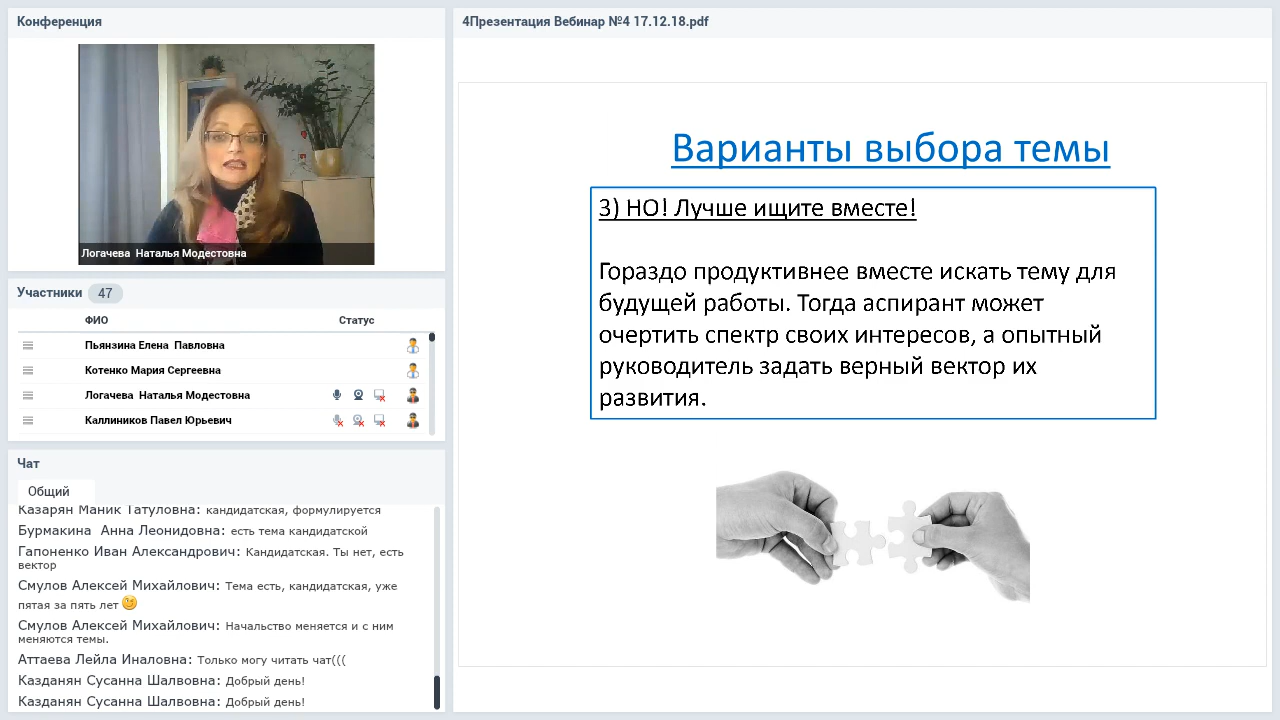 Конференция
Логачева Наталья Модестовна
Участники 47
ФИО Статус
Пьянзина Елена Павловна
Котенко Мария Сергеевна
Логачева Наталья Модестовна
Каллиников Павел Юрьевич
Чат
Общий
Казарян Маник Татуловна: кандидатская, формулируется
Бурмакина Анна Леонидовна: есть тема кандидатской
Гапоненко Иван Александрович: Кандидатская. Ты нет, есть
вектор
Смулов Алексей Михайлович: Тема есть, кандидатская, уже
пятая за пять лет
Смулов Алексей Михайлович: Начальство меняется и с ним
меняются темы.
Аттаева Лейла Иналовна: Только могу читать чат(((
Казданян Сусанна Шалвовна: Добрый день!
Казданян Сусанна Шалвовна: Добрый день!
4Презентация Вебинар №4 17.12.18.pdf
Варианты выбора темы
3) НО! Лучше ищите вместе!
Гораздо продуктивнее вместе искать тему для
будущей работы. Тогда аспирант может
очертить спектр своих интересов, а опытный
руководитель задать верный вектор их
развития.